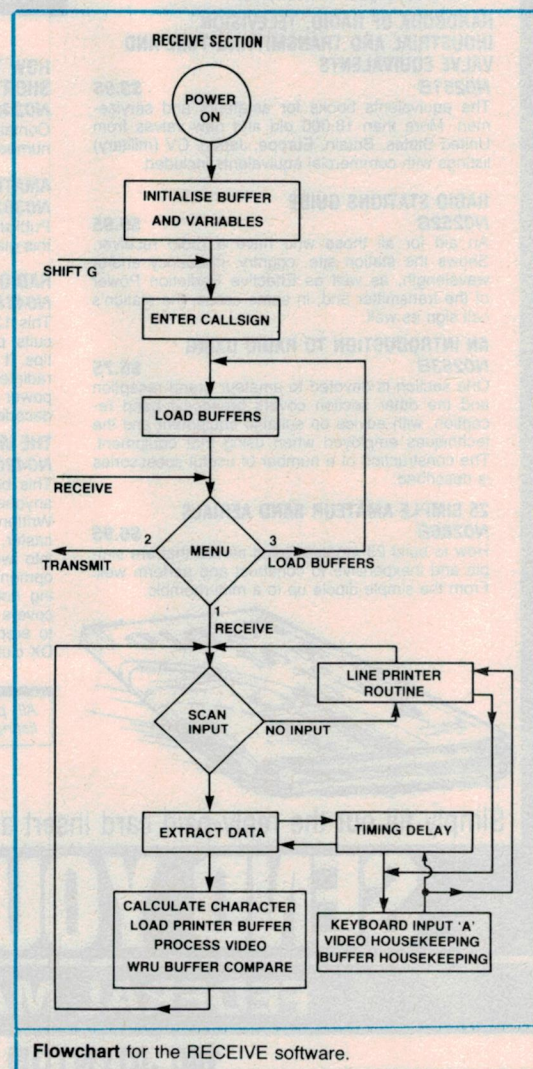 RECEIVE SECTION
POWER
ON
INITIALISE BUFFER
AND VARIABLES
SHIFT G
ENTER CALLSIGN
LOAD BUFFERS
RECEIVE
2
MENU
3
TRANSMIT
LOAD BUFFERS
1
RECEIVE
LINE PRINTER
ROUTINE
SCAN
INPUT
NO INPUT
EXTRACT DATA
TIMING DELAY
CALCULATE CHARACTER
LOAD PRINTER BUFFER
PROCESS VIDEO
WRU BUFFER COMPARE
KEYBOARD INPUT 'A'
VIDEO HOUSEKEEPING
BUFFER HOUSEKEEPING
Flowchart for the RECEIVE software.